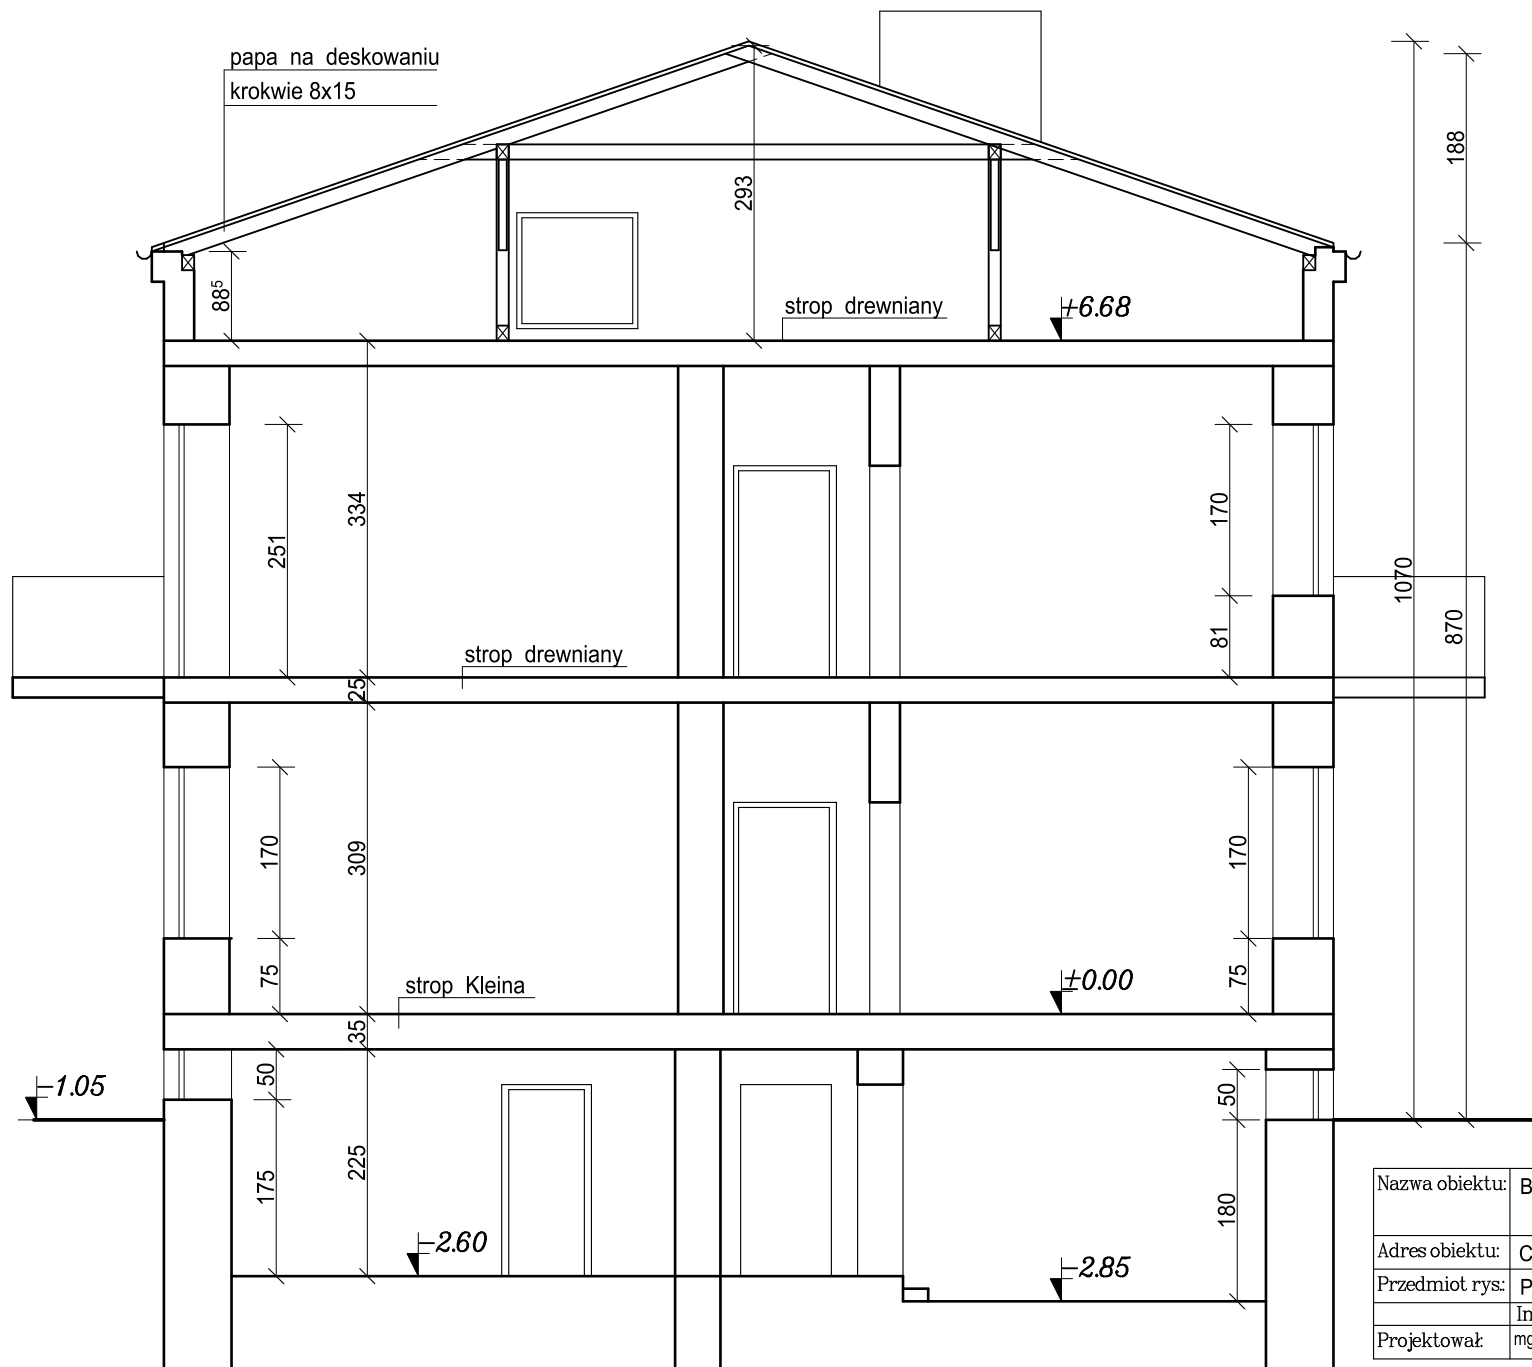 papa na deskowaniu
krokwie 8x15
188
293
88⁵
strop drewniany
+6.68
334
251
170
1070
81
870
strop drewniany
25
170
309
170
75
strop Kleina
±0.00
75
35
50
-1.05
50
175
225
180
-2.60
-2.85
Nazwa obiektu: B
Adres obiektu: C
Przedmiot rys.: P
In
Projektował: mg